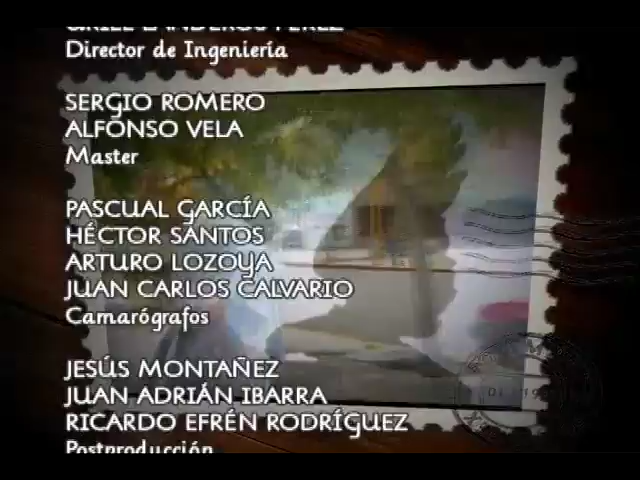 Director de Ingeniería
SERGIO ROMERO
ALFONSO VELA
Master
PASCUAL GARCÍA
HÉCTOR SANTOS
ARTURO LOZOYA
JUAN CARLOS CALVARIO
Camarógrafos
JESÚS MONTAÑEZ
JUAN ADRIÁN IBARRA
RICARDO EFRÉN RODRÍGUEZ
Postproducción